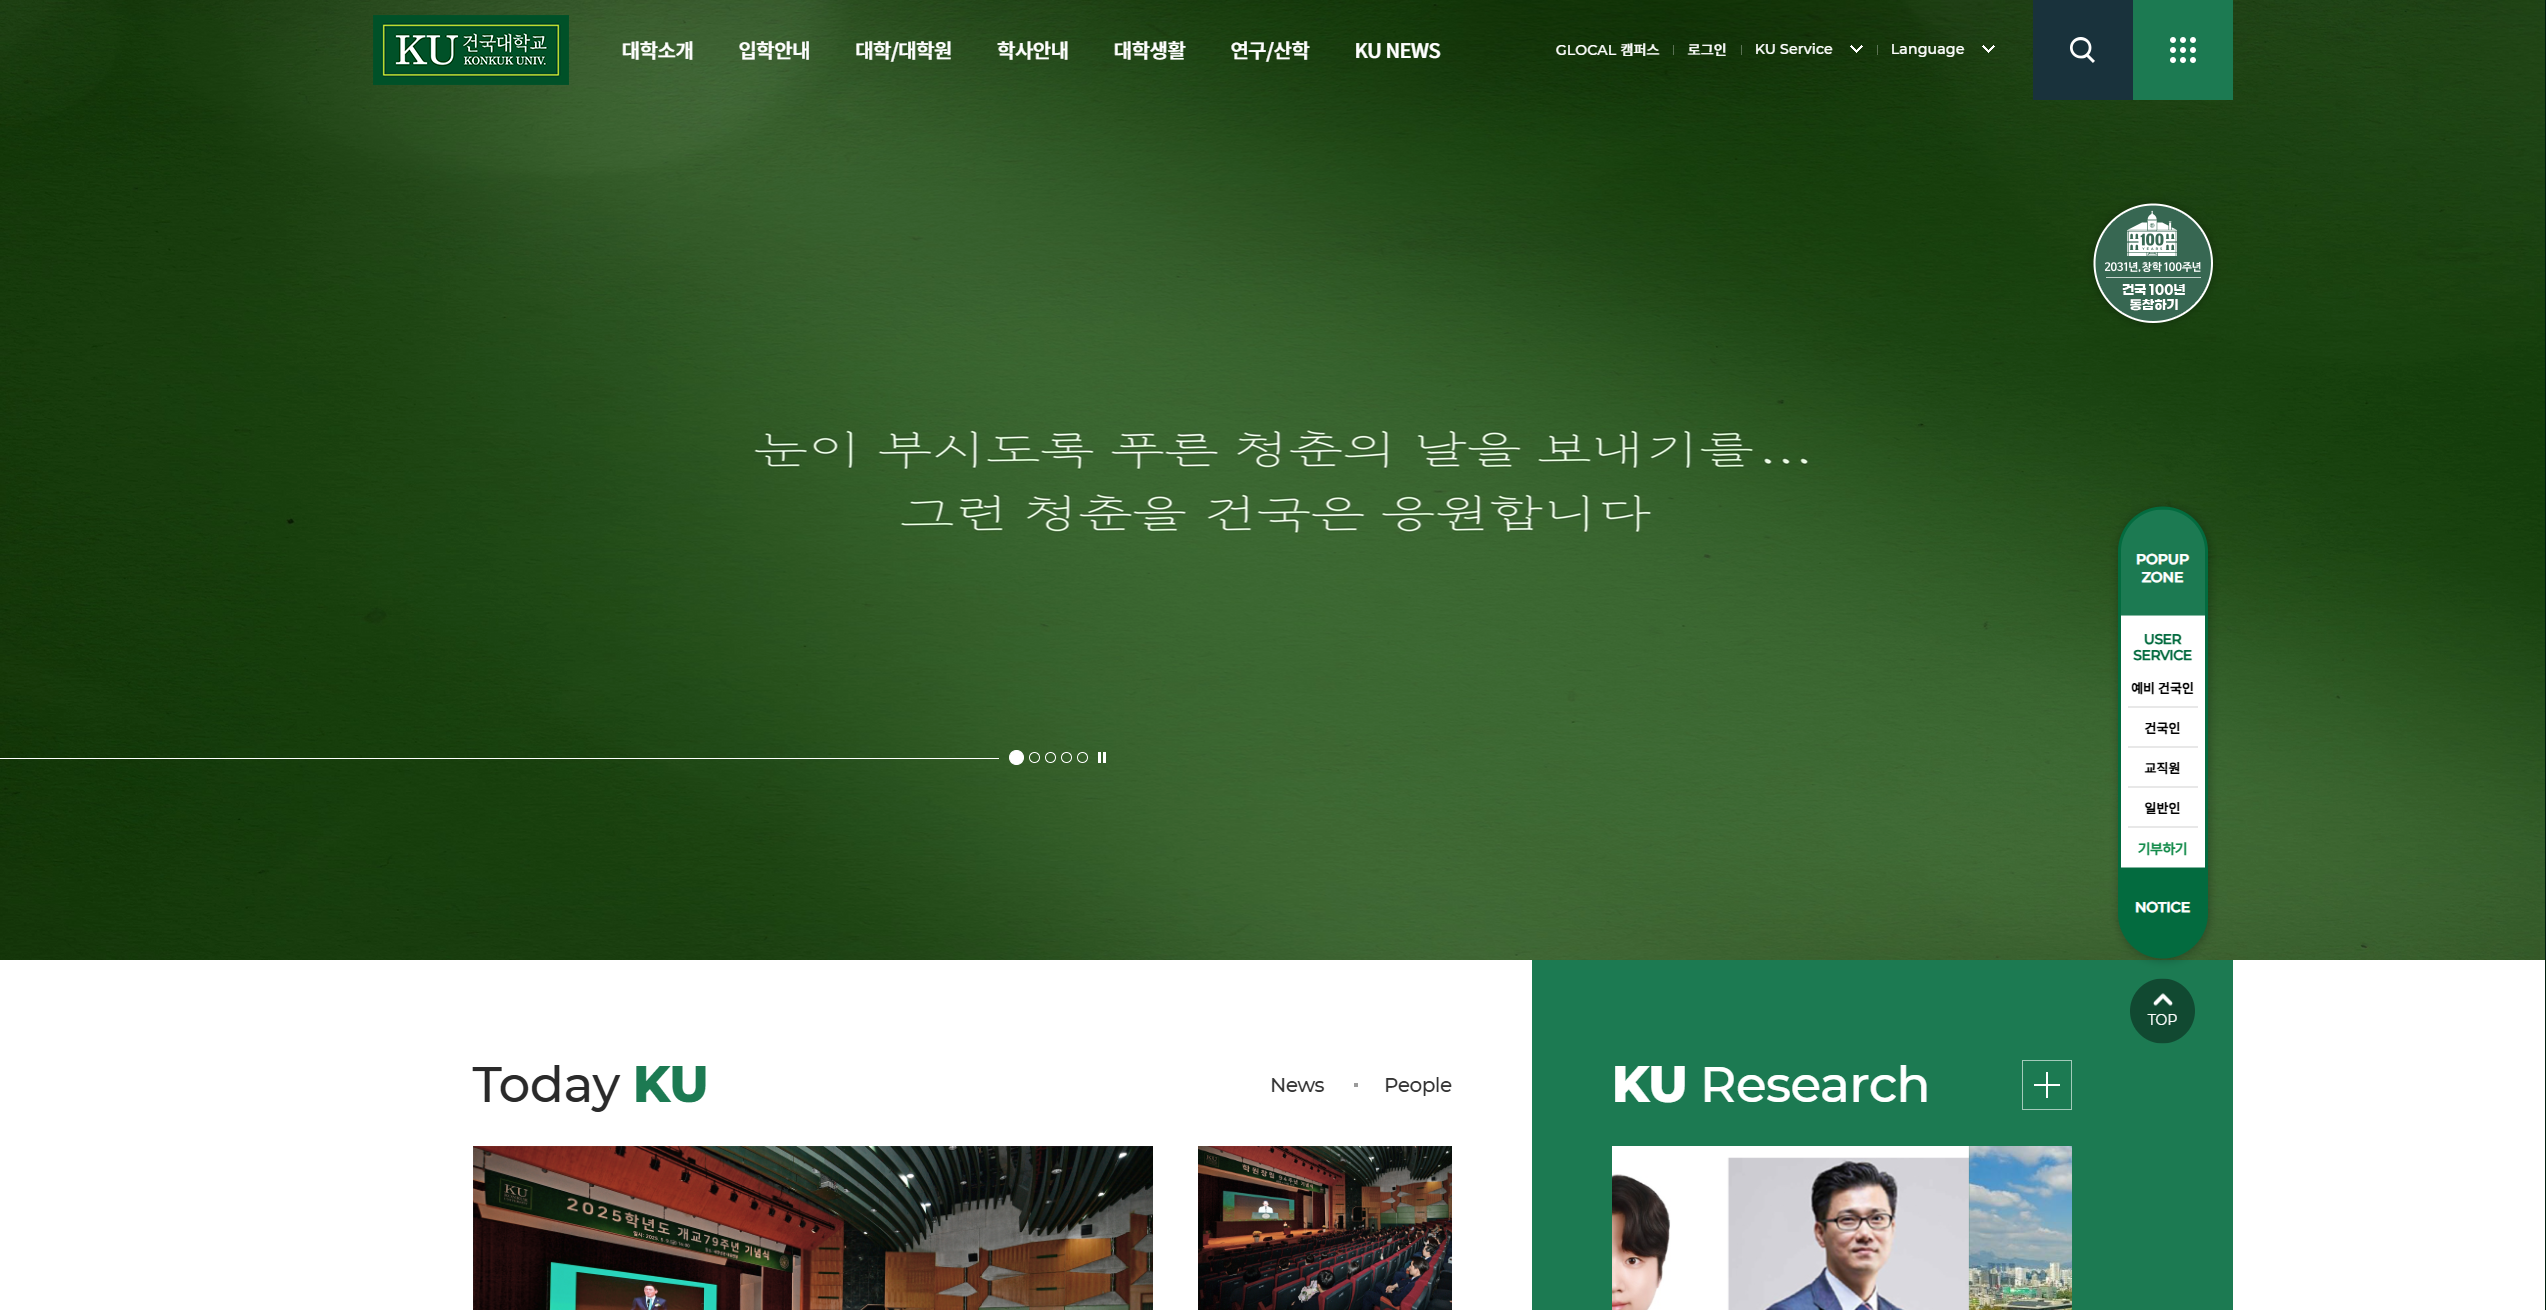 KU 건국대학교
KONKUK UNIV.
대학소개
입학안내
대학/대학원
학사안내
대학생활
연구/산학
KU NEWS
GLOCAL 캠퍼스
로그인
KU Service
Language
100
YEARS
2031년, 창학 100주년
건국 100년
동참하기
눈이 부시도록 푸른 청춘의 날을 보내기를...
그런 청춘을 건국은 응원합니다
POPUP
ZONE
USER
SERVICE
예비 건국인
건국인
교직원
일반인
기부하기
NOTICE
TOP
Today KU
News
People
KU Research
KU
2025학년도 개교79주년 기념식